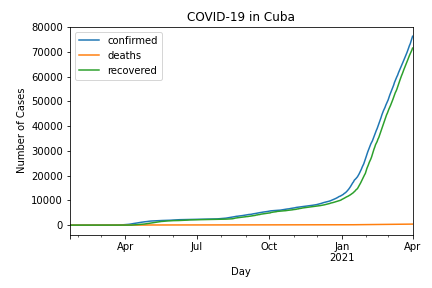 COVID-19 in Cuba
confirmed
deaths
recovered
Number of Cases
80000
70000
60000
50000
40000
30000
20000
10000
0
Apr Jul Oct Jan Apr
2021
Day